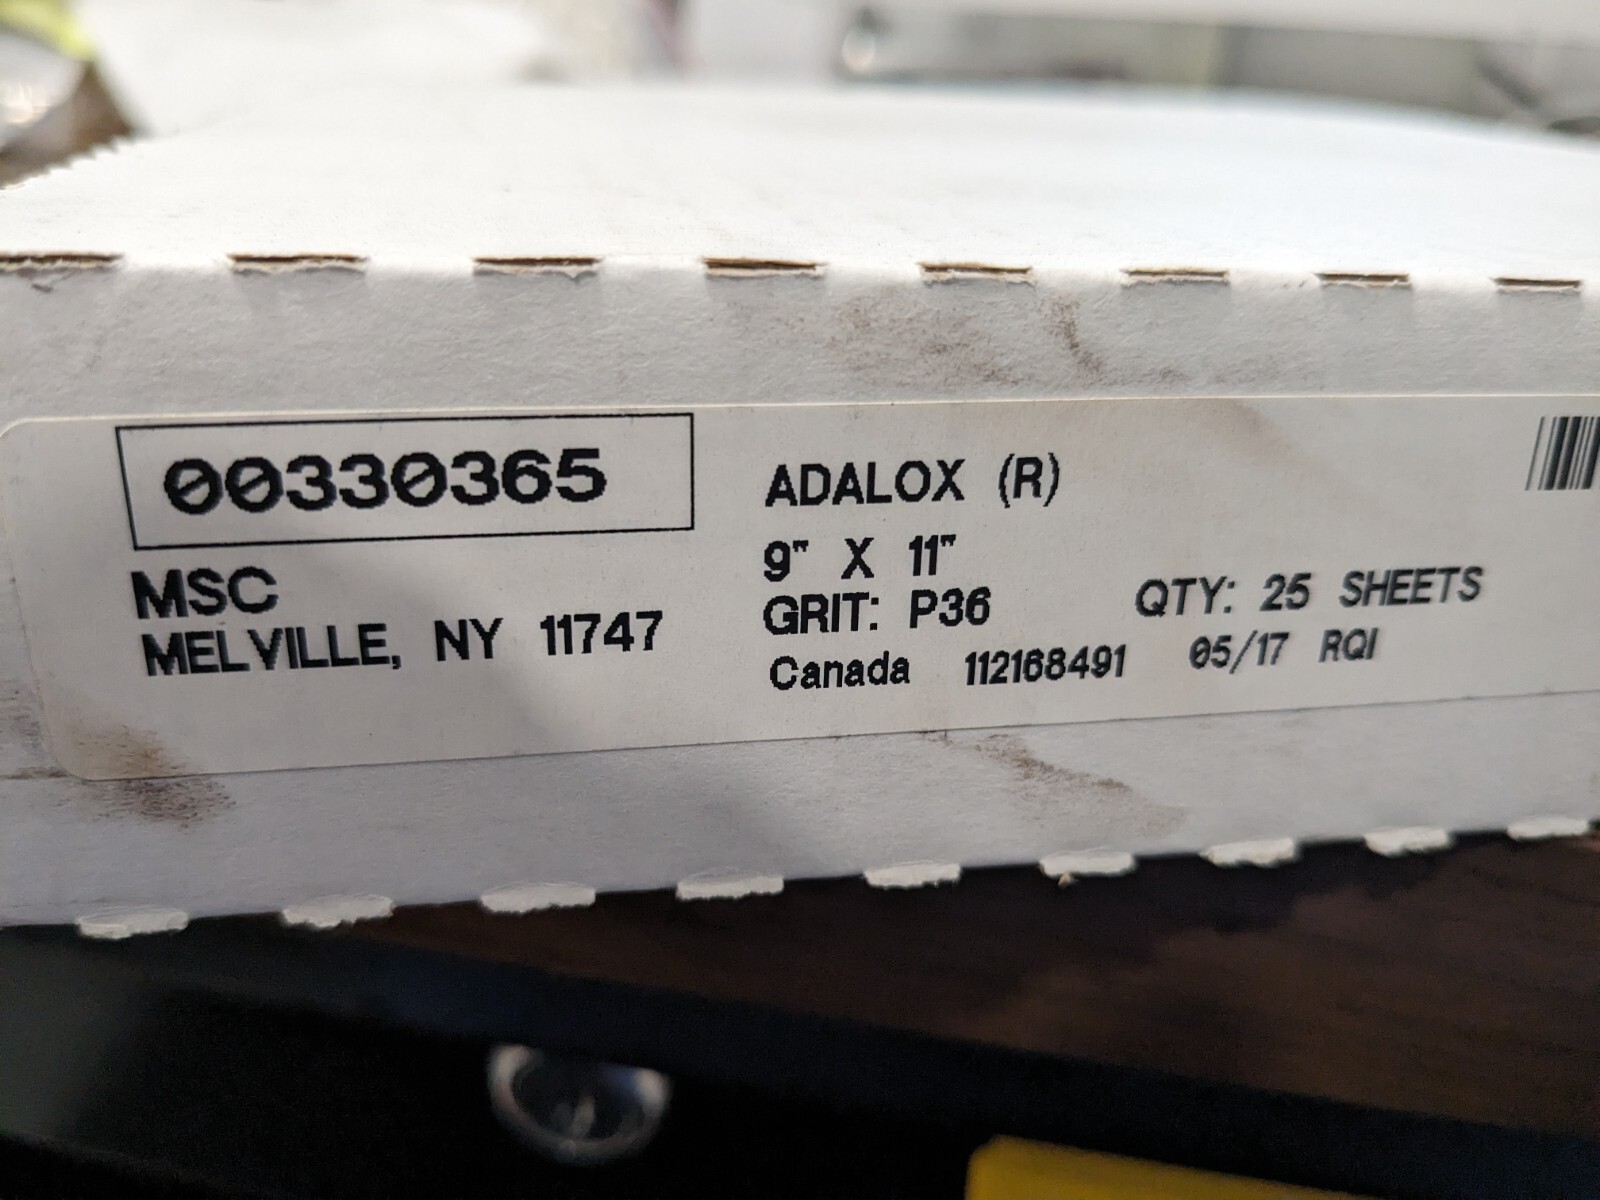 00330365
MSC
MELVILLE, NY 11747
ADALOX (R)
9" X 11"
GRIT: P36 QTY: 25 SHEETS
Canada 112168491 05/17 RQI